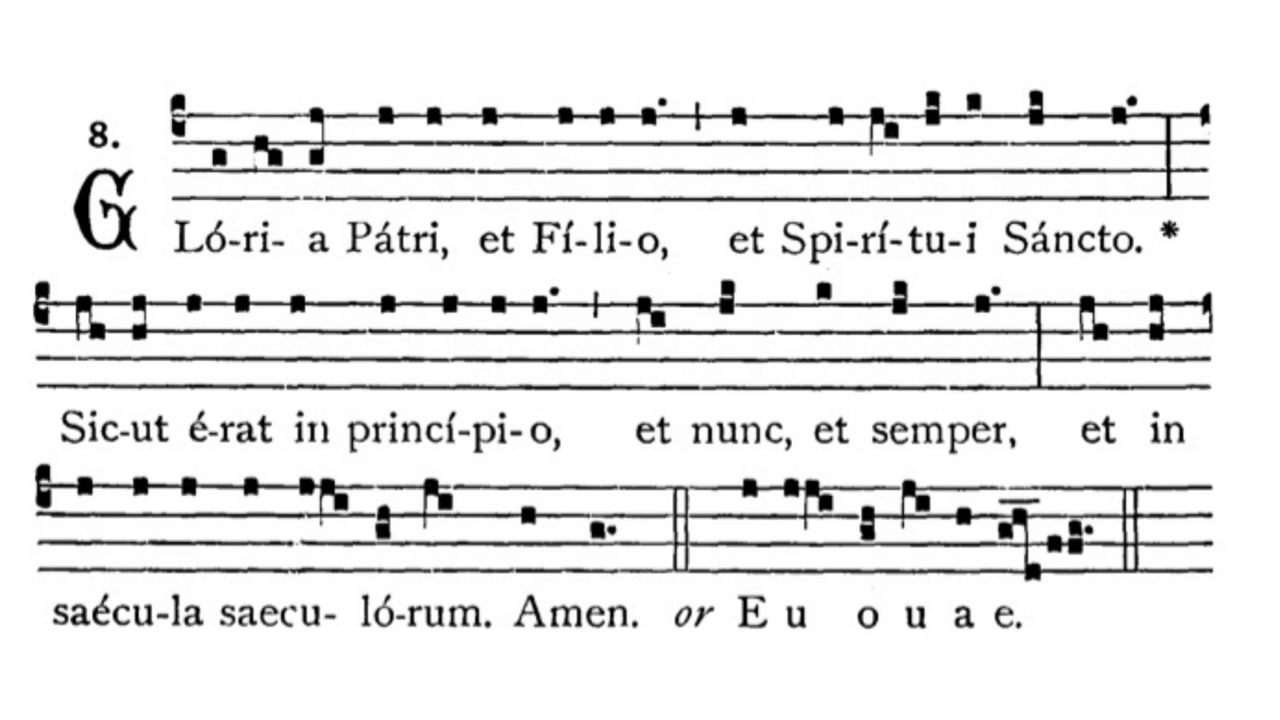 8.
GLó-ri- a Pátri, et Fí-li-o, et Spi-rí-tu-i Sáncto. *
Sic-ut é-rat in princí-pi-o, et nunc, et semper, et in
saécu-la saecu- ló-rum. Amen. or E u o u a e.